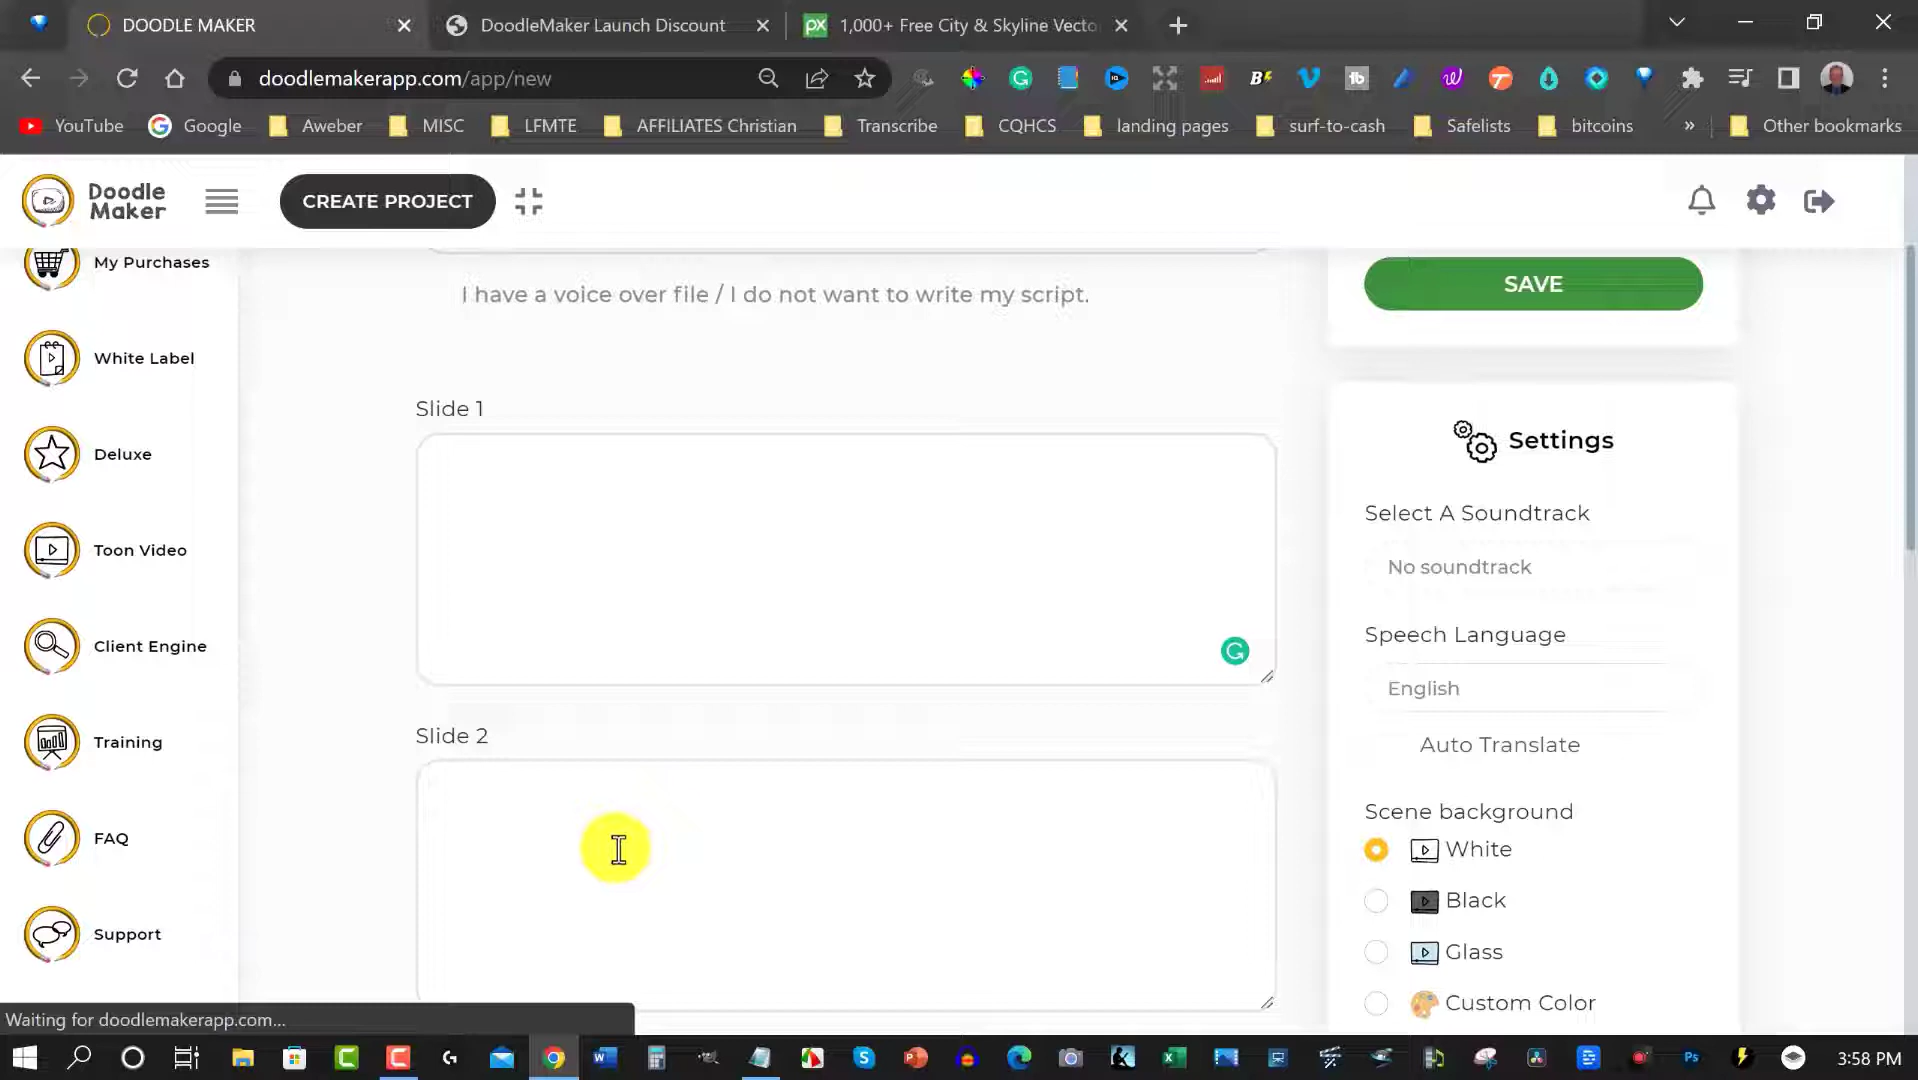 DOODLE MAKER
DoodleMaker Launch Discount
px
1,000+ Free City & Skyline Vecto
doodlemakerapp.com/app/new
YouTube
Google
Aweber
MISC
LFMTE
AFFILIATES Christian
Transcribe
CQHCS
landing pages
surf-to-cash
Safelists
bitcoins
»
Other bookmarks
Doodle
Maker
CREATE PROJECT
My Purchases
White Label
Deluxe
Toon Video
Client Engine
Training
FAQ
Support
I have a voice over file / I do not want to write my script.
Slide 1
Slide 2
SAVE
Settings
Select A Soundtrack
No soundtrack
Speech Language
English
Auto Translate
Scene background
White
Black
Glass
Custom Color
Waiting for doodlemakerapp.com...
3:58 PM